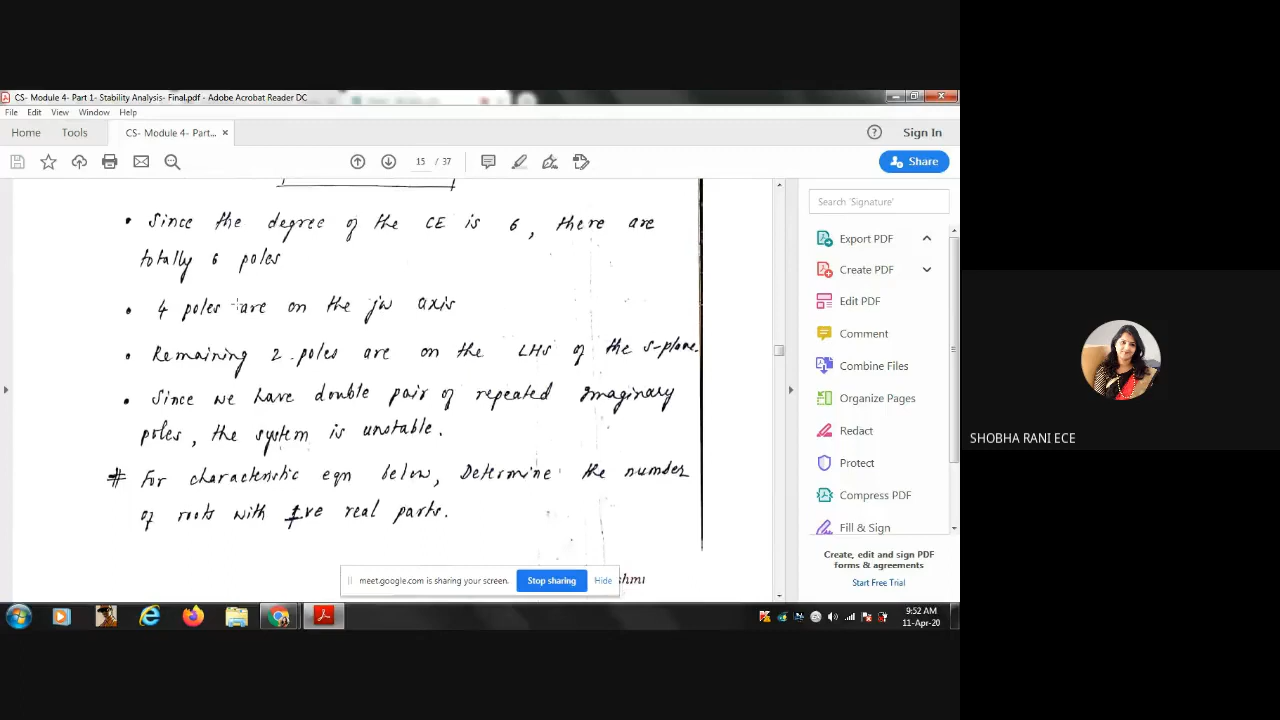 CS- Module 4- Part 1- Stability Analysis- Final.pdf - Adobe Acrobat Reader DC
File Edit View Window Help
Home Tools CS- Module 4- Part... × Sign In
15 / 37 Share
• Since the degree of the CE is 6, there are
totally 6 poles
• 4 poles are on the jw axis
• Remaining 2 poles are on the LHS of the s-plane.
• Since we have double pair of repeated imaginary
poles, the system is unstable.
# For characteristic eqn below, Determine the number
of roots with +ve real parts.
Search 'Signature'
Export PDF
Create PDF
Edit PDF
Comment
Combine Files
Organize Pages
Redact
Protect
Compress PDF
Fill & Sign
Create, edit and sign PDF
forms & agreements
Start Free Trial
meet.google.com is sharing your screen. Stop sharing Hide
9:52 AM
11-Apr-20
SHOBHA RANI ECE